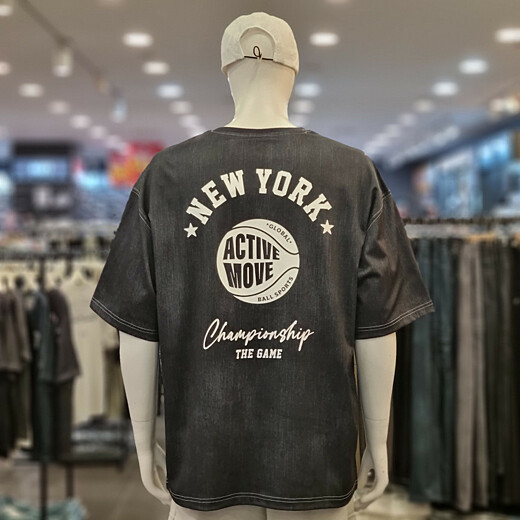 NEW YORK
*GLOBAL*
ACTIVE
MOVE
BALL SPORTS
Championship
THE GAME